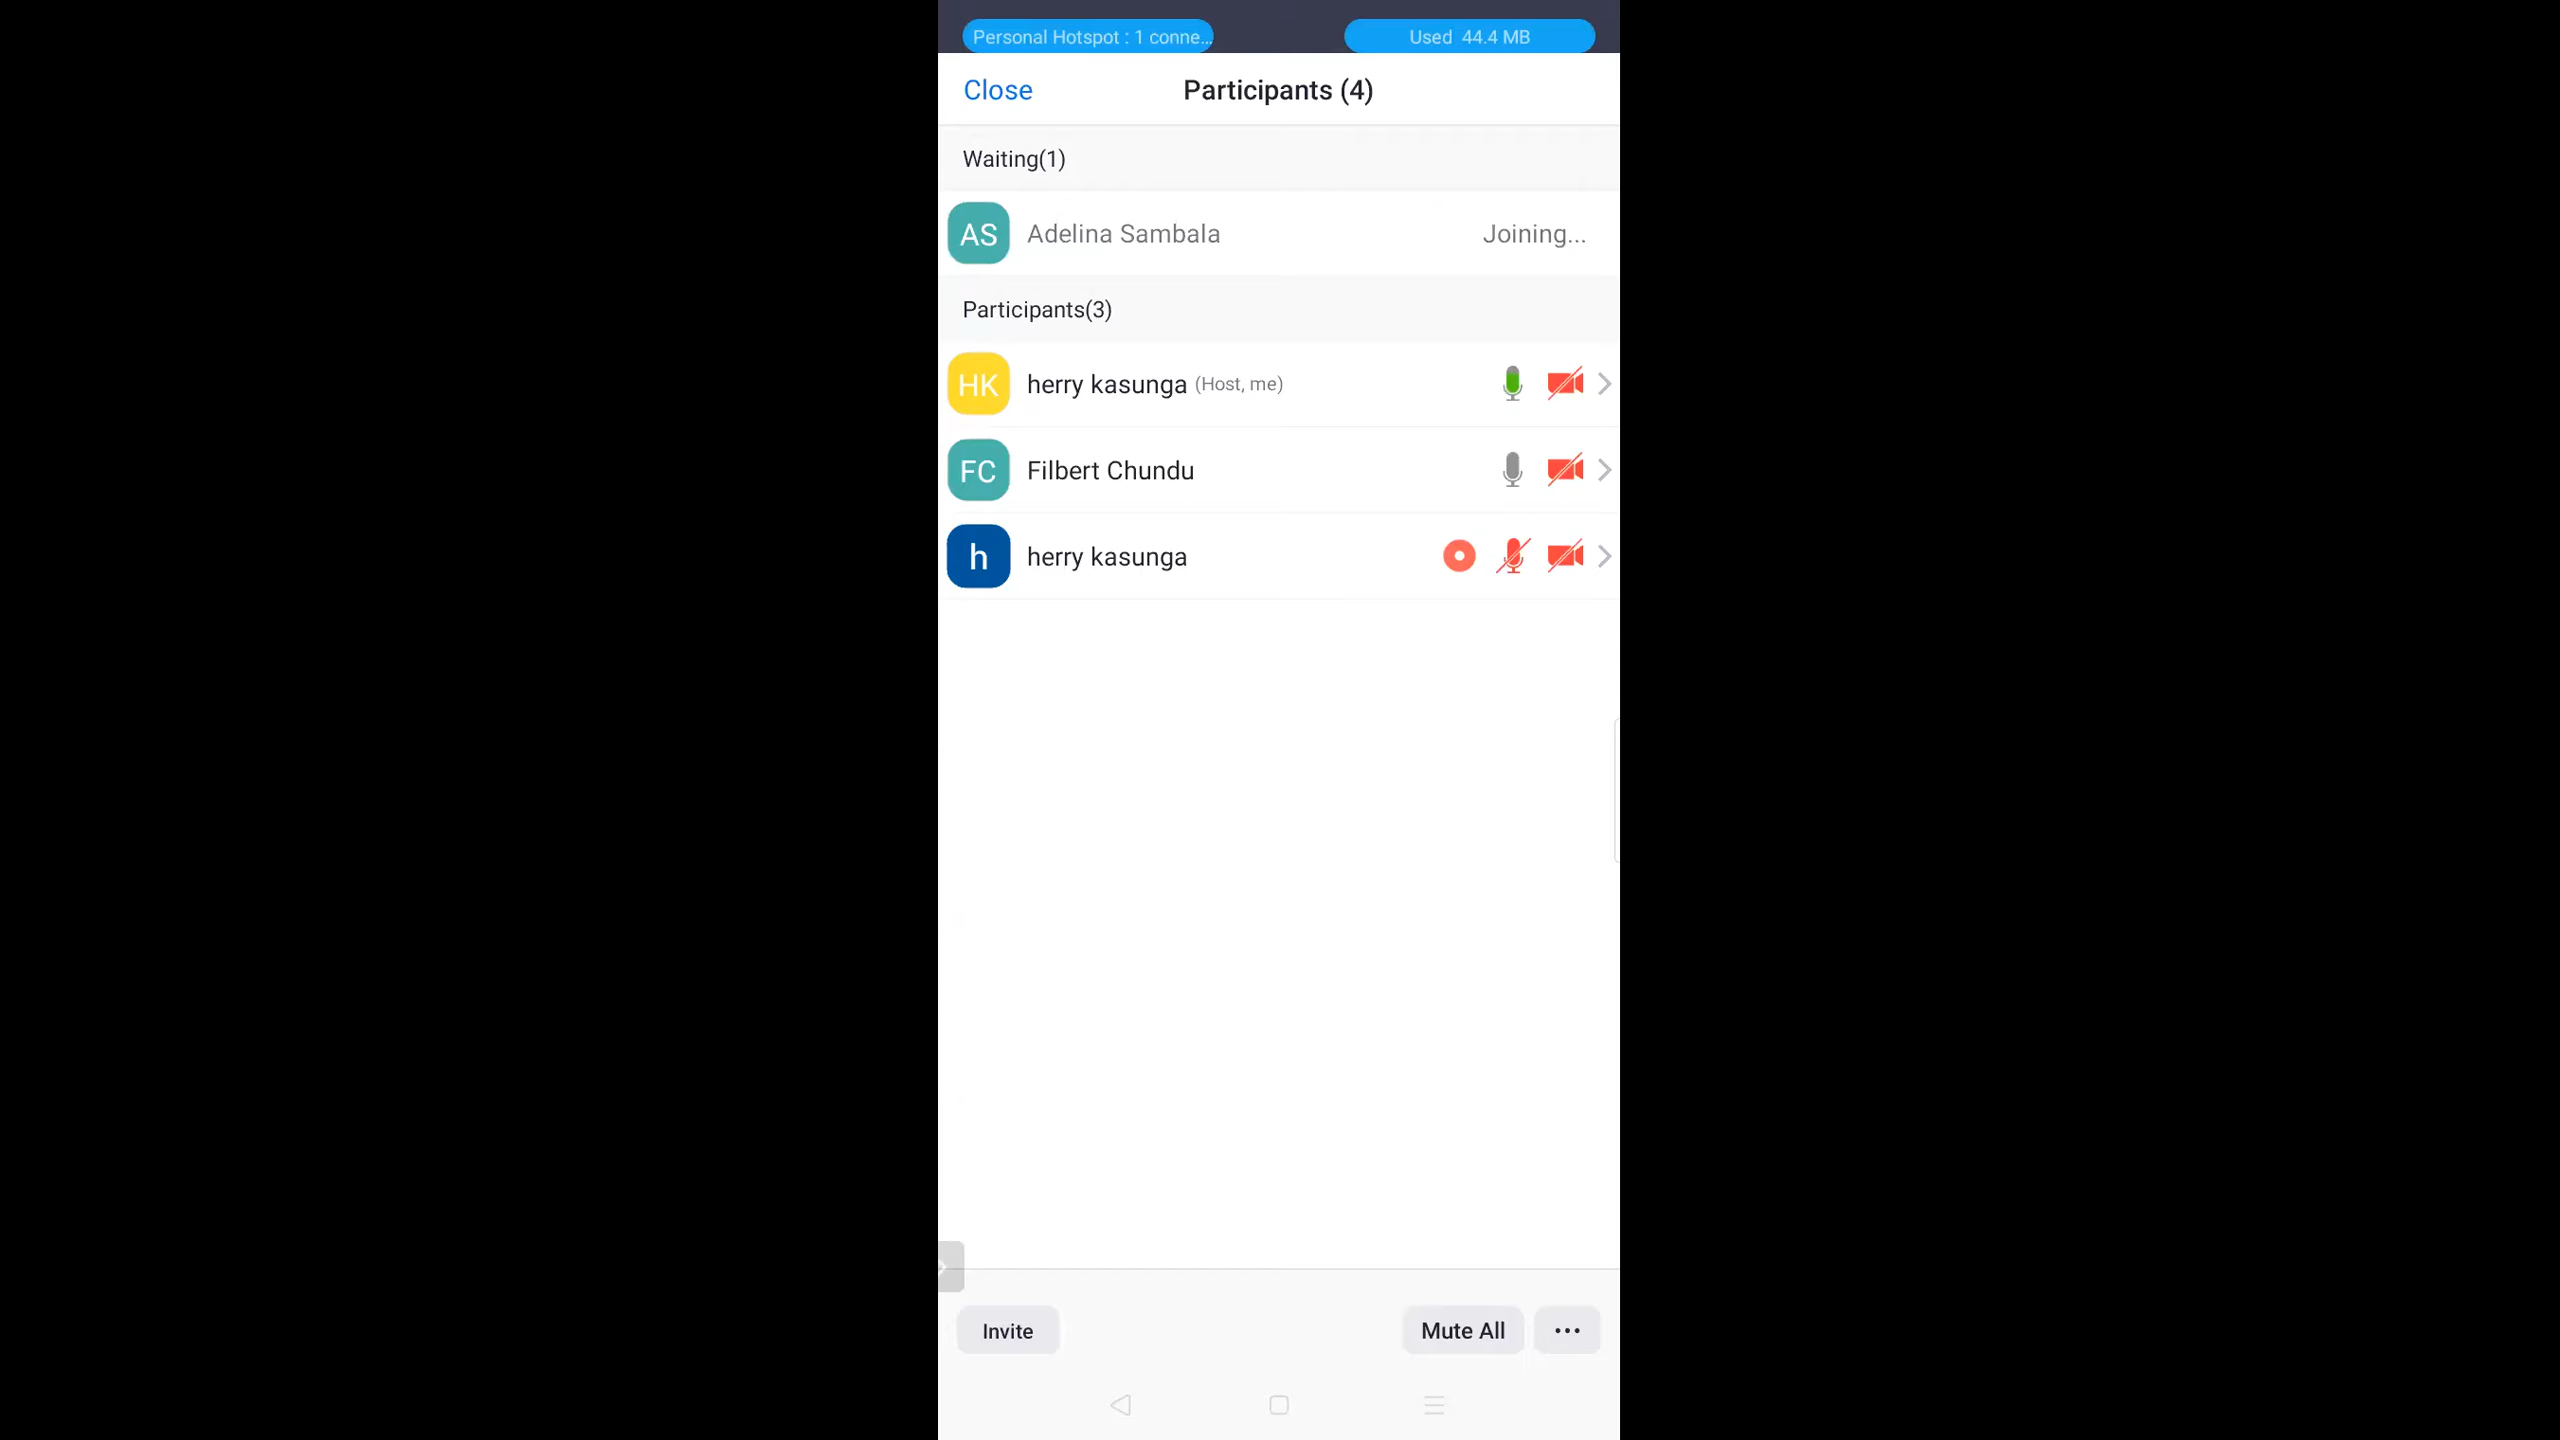 Personal Hotspot : 1 conne...
Used 44.4 MB
Close
Participants (4)
Waiting(1)
AS
Adelina Sambala
Joining...
Participants(3)
HK
herry kasunga (Host, me)
FC
Filbert Chundu
h
herry kasunga
Invite
Mute All